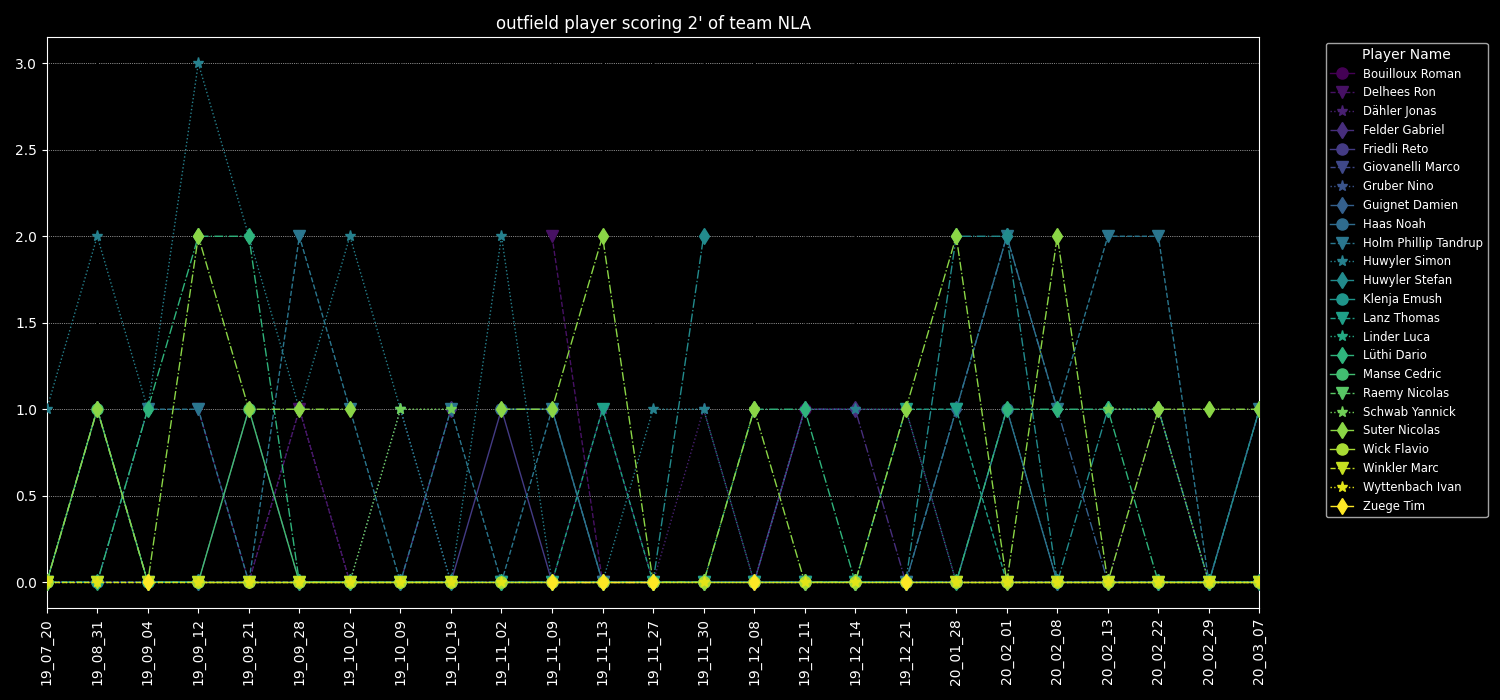 outfield player scoring 2' of team NLA
3.0
2.5
2.0
1.5
1.0
0.5
0.0
19_07_20
19_08_31
19_09_04
19_09_12
19_09_21
19_09_28
19_10_02
19_10_09
19_10_19
19_11_02
19_11_09
19_11_13
19_11_27
19_11_30
19_12_08
19_12_11
19_12_14
19_12_21
20_01_28
20_02_01
20_02_08
20_02_13
20_02_22
20_02_29
20_03_07
Player Name
Bouilloux Roman
Delhees Ron
Dähler Jonas
Felder Gabriel
Friedli Reto
Giovanelli Marco
Gruber Nino
Guignet Damien
Haas Noah
Holm Phillip Tandrup
Huwyler Simon
Huwyler Stefan
Klenja Emush
Lanz Thomas
Linder Luca
Lüthi Dario
Manse Cedric
Raemy Nicolas
Schwab Yannick
Suter Nicolas
Wick Flavio
Winkler Marc
Wyttenbach Ivan
Zuege Tim